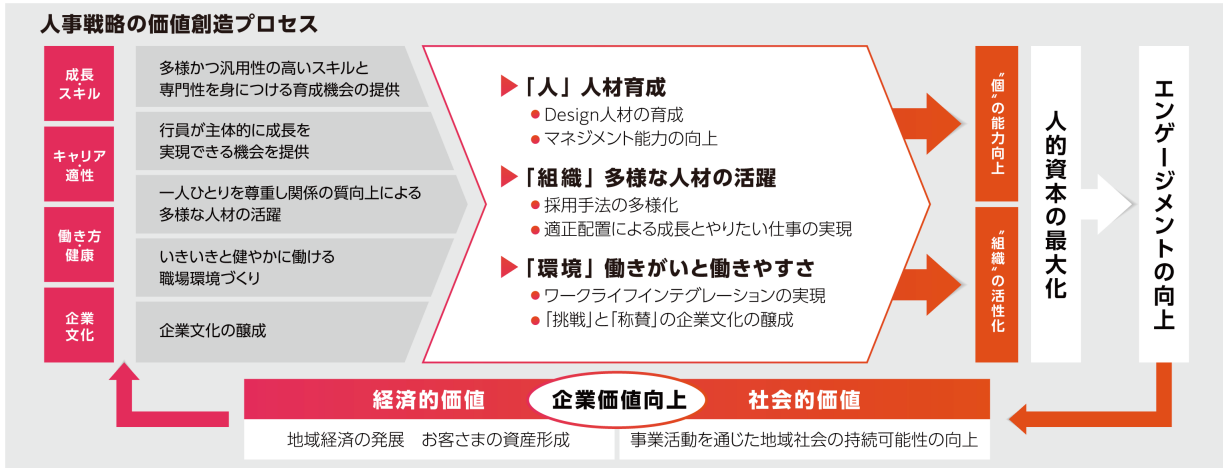 人事戦略の価値創造プロセス
成長・
スキル
キャリア・
適性
働き方・
健康
企業
文化
多様かつ汎用性の高いスキルと
専門性を身につける育成機会の提供
行員が主体的に成長を
実現できる機会を提供
一人ひとりを尊重し関係の質向上による
多様な人材の活躍
いきいきと健やかに働ける
職場環境づくり
企業文化の醸成
「人」人材育成
●Design人材の育成
●マネジメント能力の向上
「組織」多様な人材の活躍
●採用手法の多様化
●適正配置による成長とやりたい仕事の実現
「環境」働きがいと働きやすさ
●ワークライフインテグレーションの実現
●「挑戦」と「称賛」の企業文化の醸成
“個”の能力向上
“組織”の活性化
人的資本の最大化
エンゲージメントの向上
経済的価値
企業価値向上
社会的価値
地域経済の発展　お客さまの資産形成
事業活動を通じた地域社会の持続可能性の向上